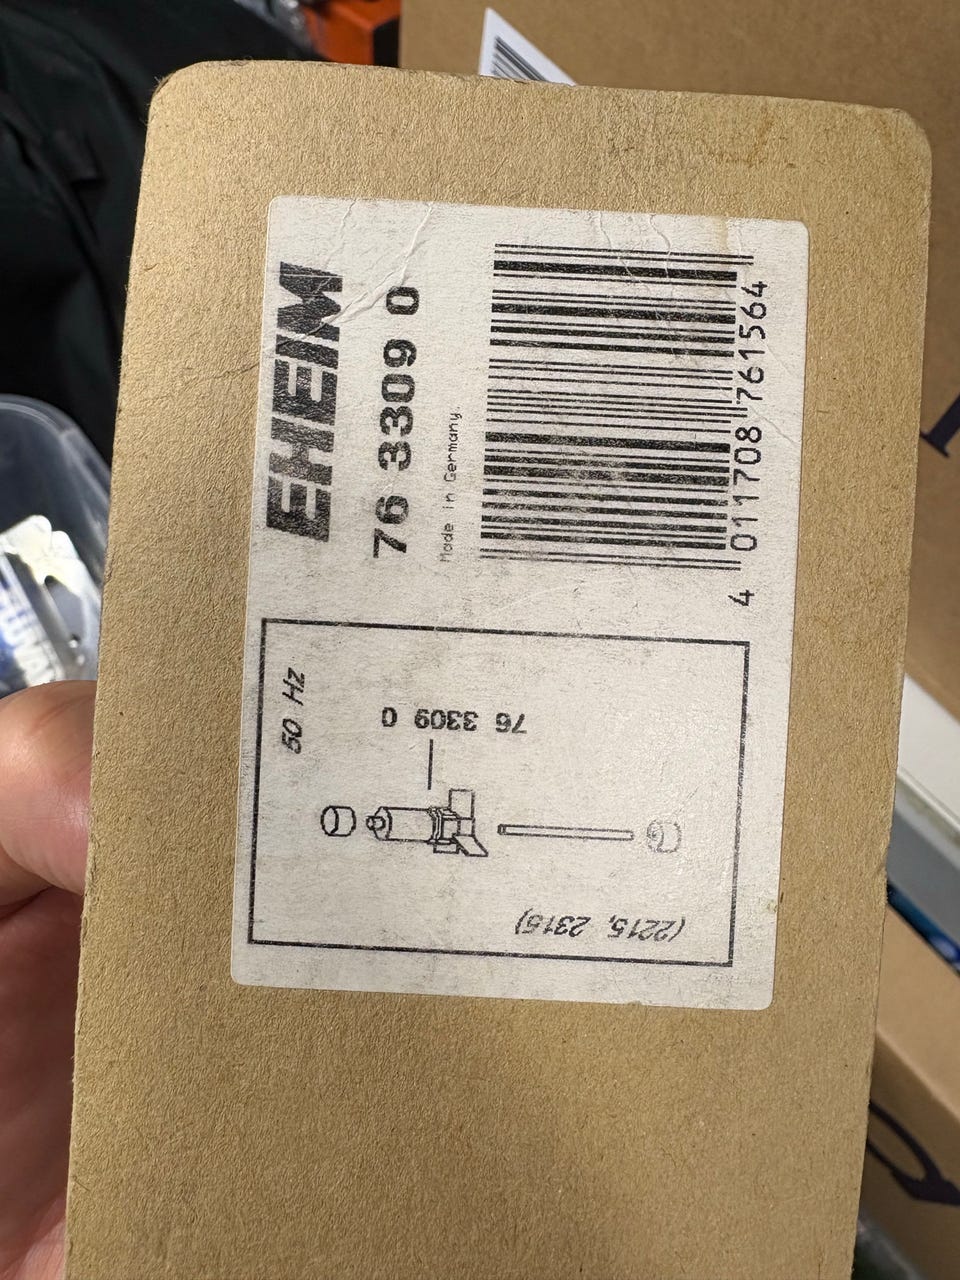 EHEIM
76 3309 0
Made in Germany.
4 011708 761564
50 Hz
76 3309 0
(2215, 2315)